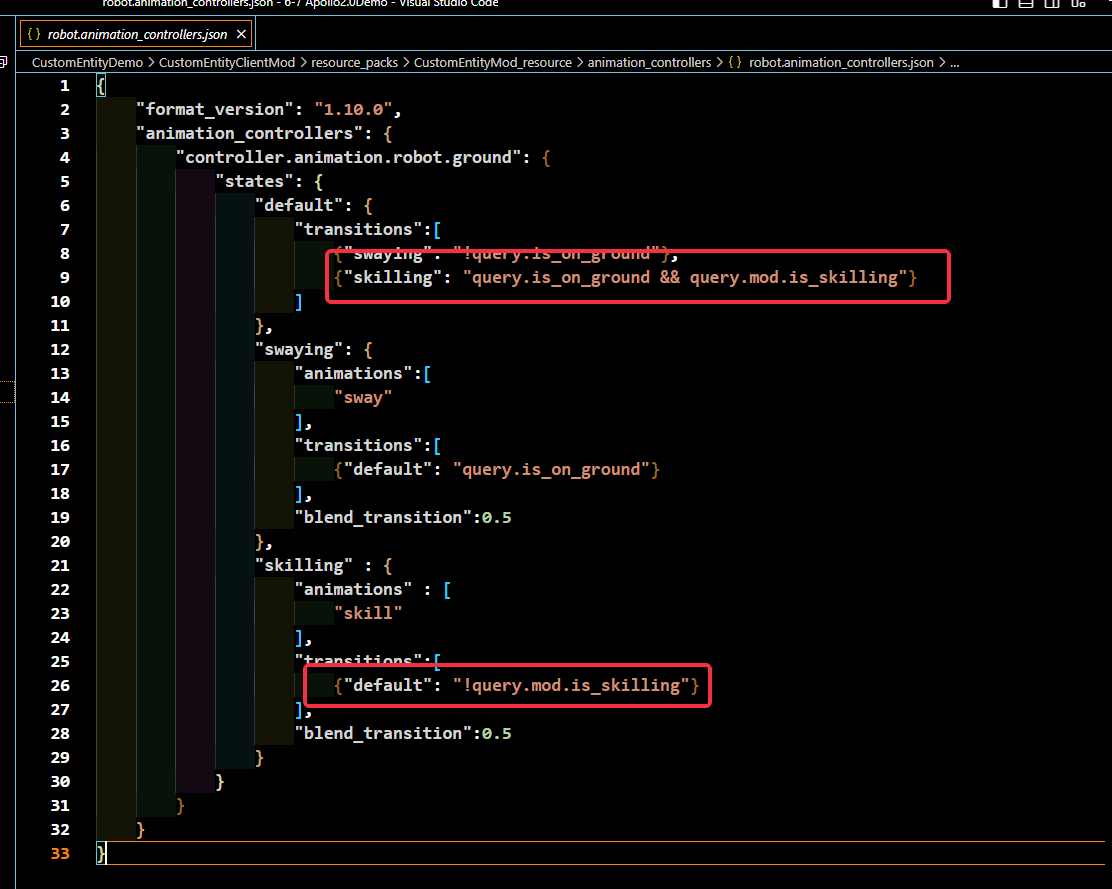 robot.animation_controllers.json - 6-7 Apollo2.0Demo - Visual Studio Code
{ } robot.animation_controllers.json ×
CustomEntityDemo > CustomEntityClientMod > resource_packs > CustomEntityMod_resource > animation_controllers > { } robot.animation_controllers.json > ...
1 {
2 "format_version": "1.10.0",
3 "animation_controllers": {
4 "controller.animation.robot.ground": {
5 "states": {
6 "default": {
7 "transitions":[
8 {"swaying": "!query.is_on_ground"},
9 {"skilling": "query.is_on_ground && query.mod.is_skilling"}
10 ]
11 },
12 "swaying": {
13 "animations":[
14 "sway"
15 ],
16 "transitions":[
17 {"default": "query.is_on_ground"}
18 ],
19 "blend_transition":0.5
20 },
21 "skilling" : {
22 "animations" : [
23 "skill"
24 ],
25 "transitions":[
26 {"default": "!query.mod.is_skilling"}
27 ],
28 "blend_transition":0.5
29 }
30 }
31 }
32 }
33 }